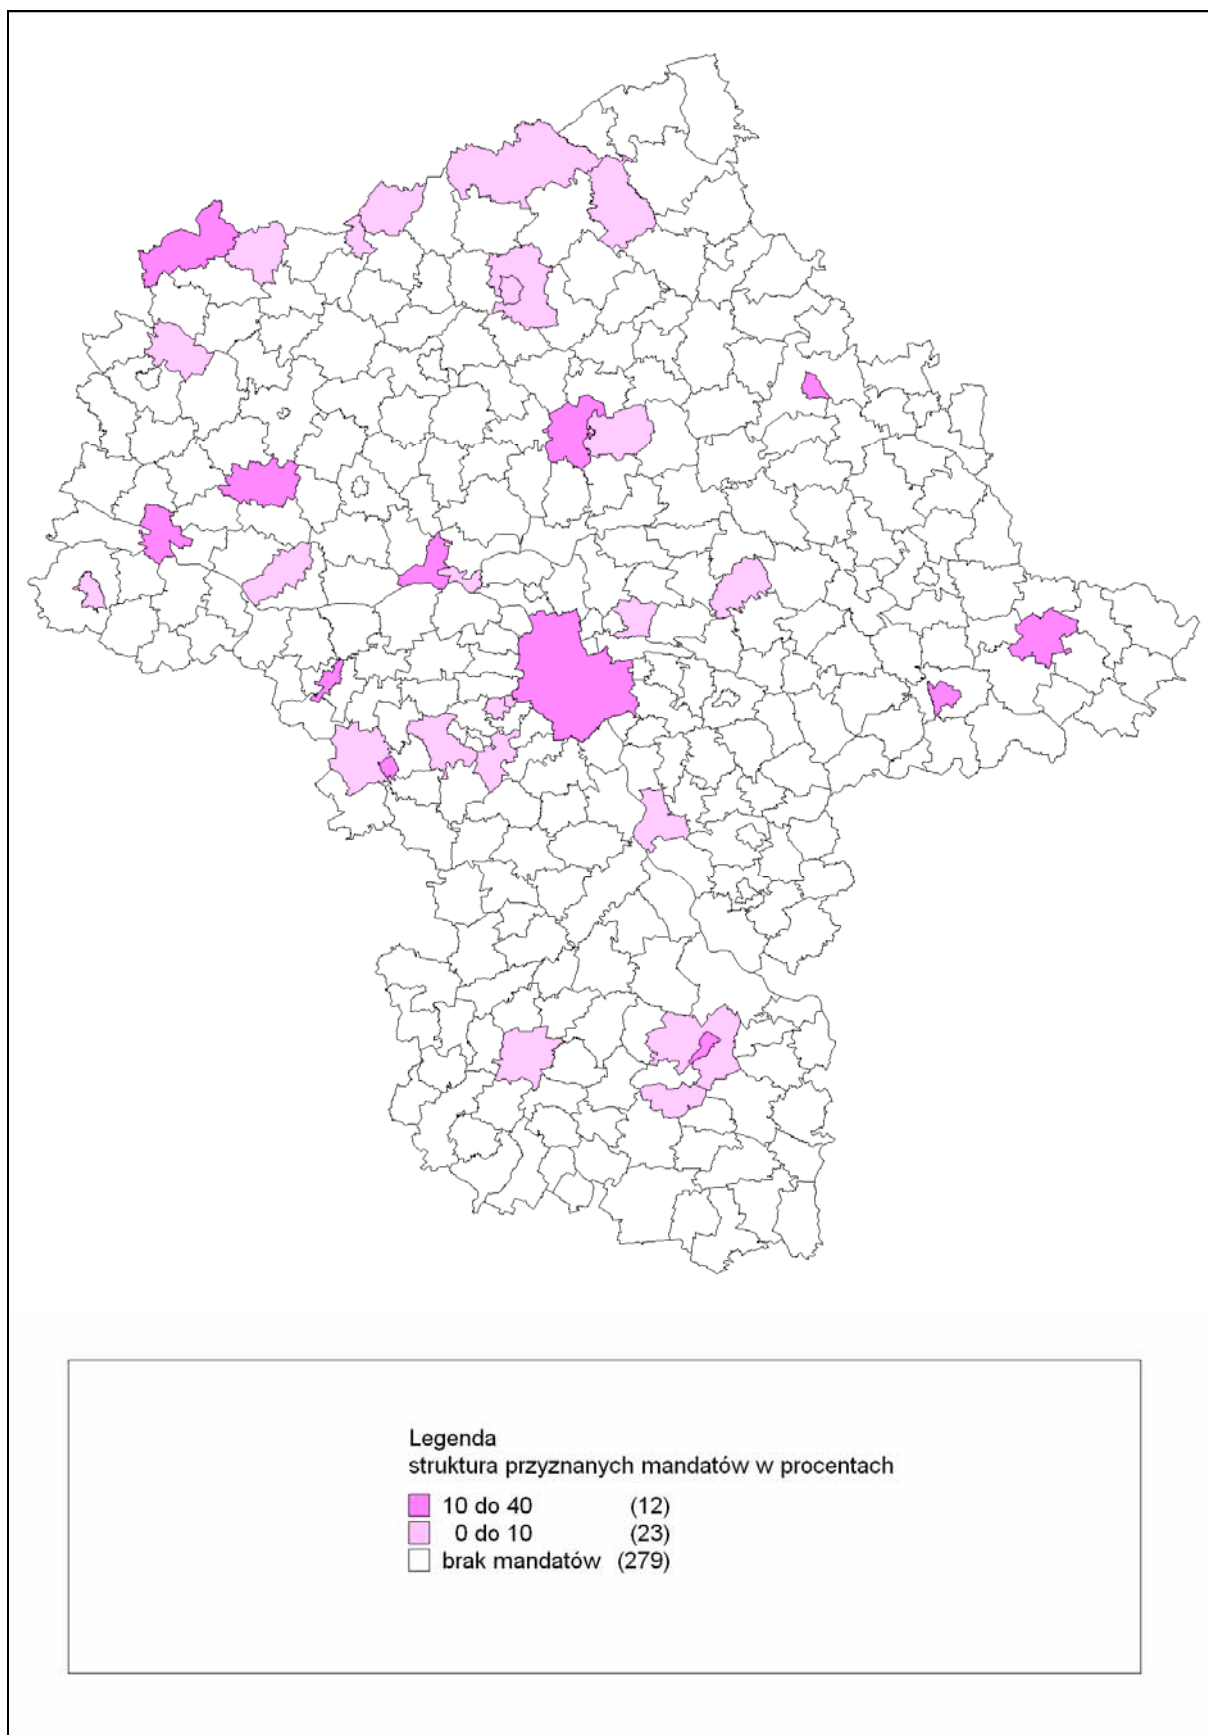 Legenda
struktura przyznanych mandatów w procentach
10 do 40 (12)
0 do 10 (23)
brak mandatów (279)